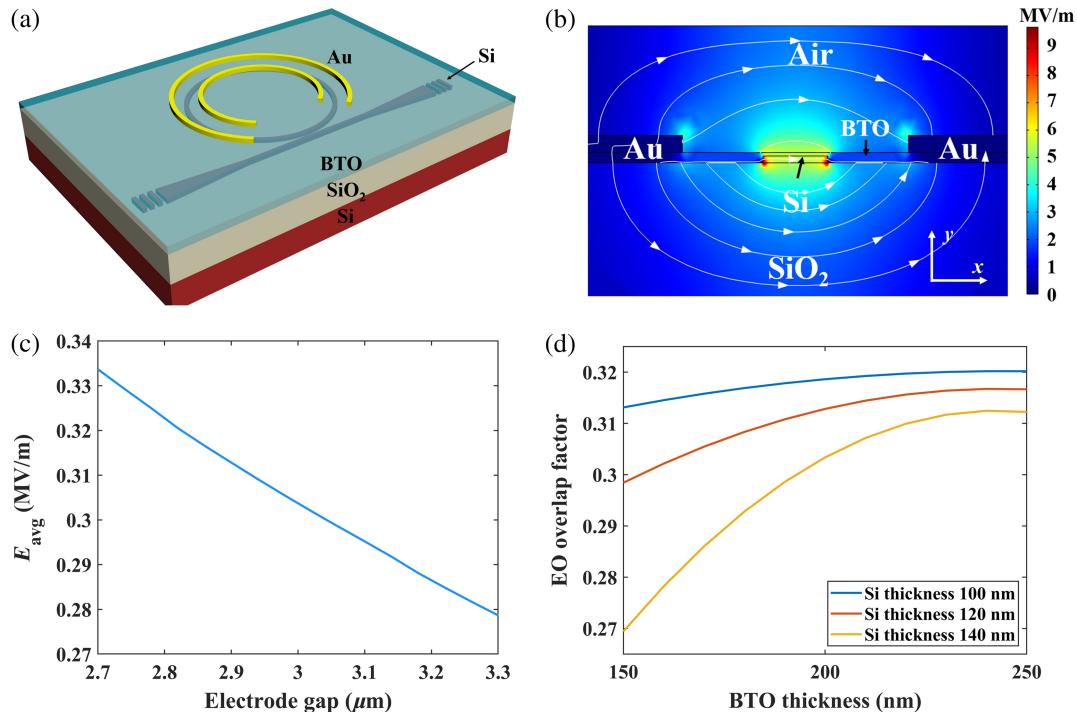 (a)
Si
Au
BTO
SiO2
Si
(b)
MV/m
Air
BTO
Au
Au
Si
SiO2
y
x
9
8
7
6
5
4
3
2
1
0
(c)
0.34
0.33
0.32
0.31
0.3
0.29
0.28
0.27
Eavg (MV/m)
2.7 2.8 2.9 3 3.1 3.2 3.3
Electrode gap (μm)
(d)
0.32
0.31
0.3
0.29
0.28
0.27
EO overlap factor
Si thickness 100 nm
Si thickness 120 nm
Si thickness 140 nm
150 200 250
BTO thickness (nm)